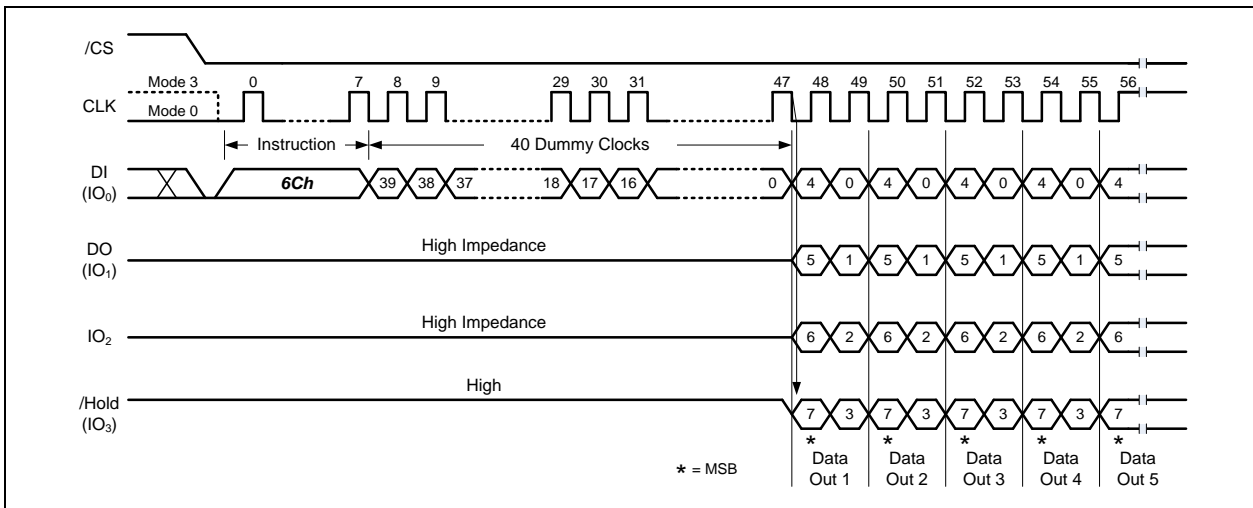 /CS
Mode 3 0 7 8 9 29 30 31 47 48 49 50 51 52 53 54 55 56
CLK
Mode 0
Instruction 40 Dummy Clocks
DI
(IO₀)
6Ch 39 38 37 18 17 16 0 4 0 4 0 4 0 4 0 4
High Impedance
DO
(IO₁)
5 1 5 1 5 1 5 1 5
High Impedance
IO₂
6 2 6 2 6 2 6 2 6
High
/Hold
(IO₃)
7 3 7 3 7 3 7 3 7
* * * * *
* = MSB
Data Data Data Data Data
Out 1 Out 2 Out 3 Out 4 Out 5